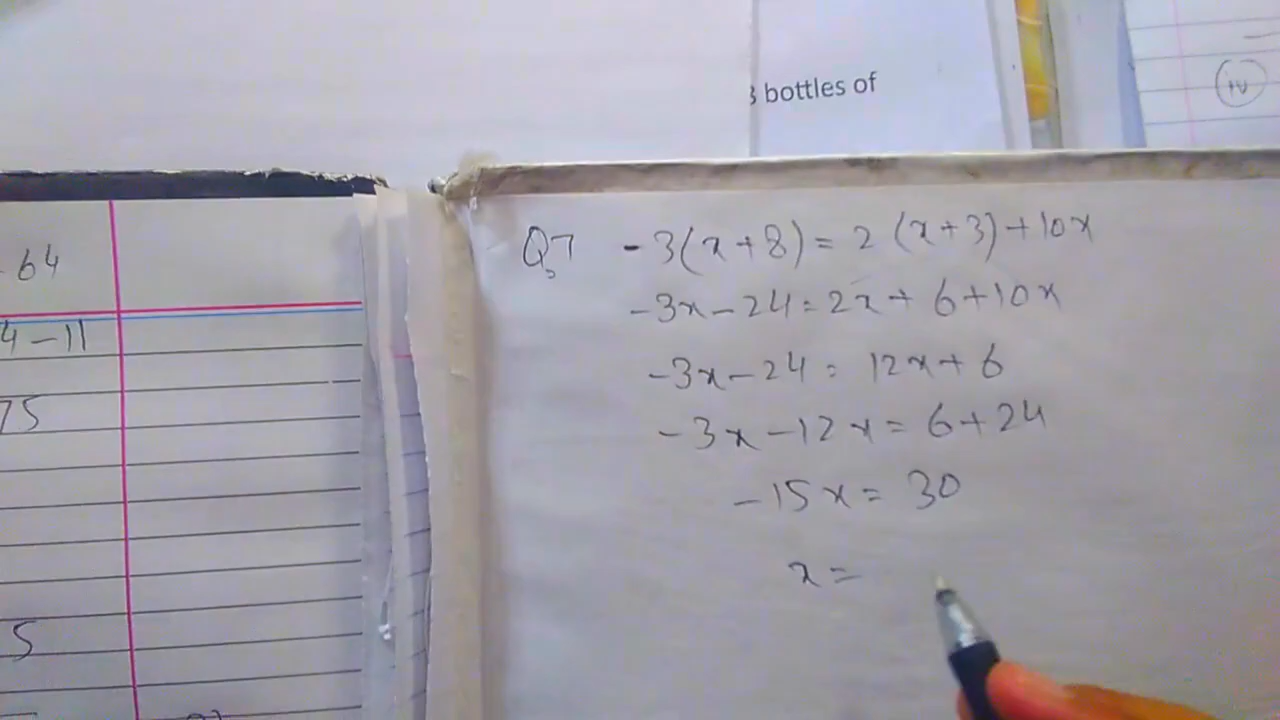 bottles of
iv
64
4-11
75
5
Q7 -3(x+8)=2(x+3)+10x
-3x-24=2x+6+10x
-3x-24=12x+6
-3x-12x=6+24
-15x=30
x=